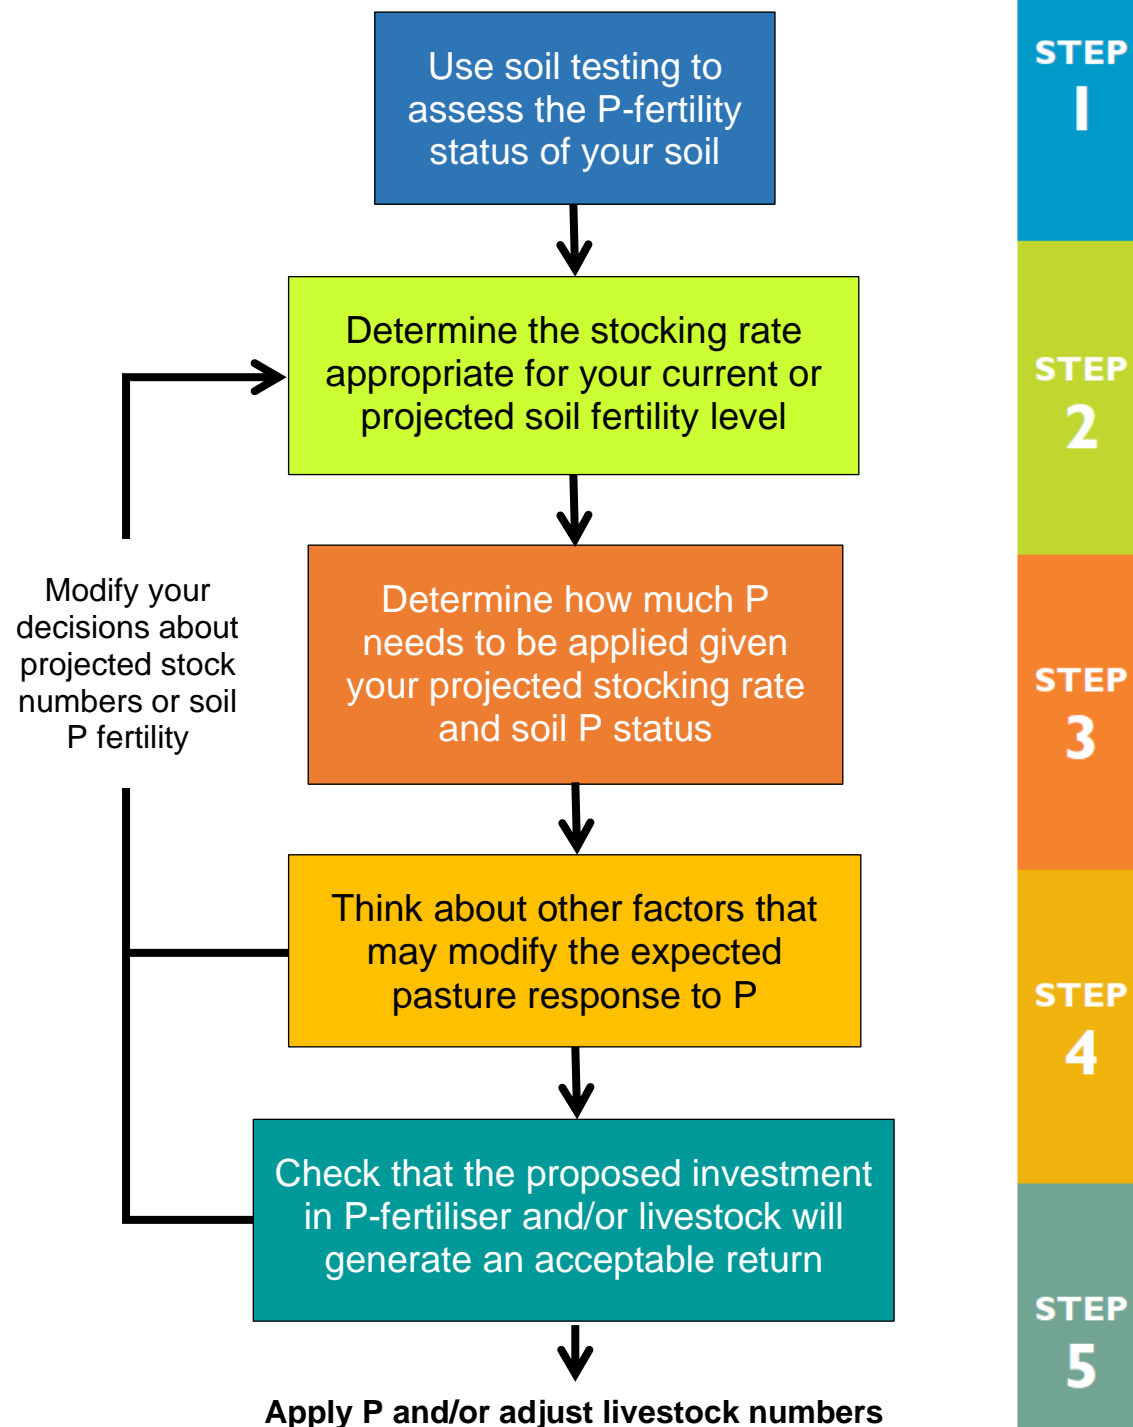 Use soil testing to
assess the P-fertility
status of your soil
STEP
1
Determine the stocking rate
appropriate for your current or
projected soil fertility level
STEP
2
Modify your
decisions about
projected stock
numbers or soil
P fertility
Determine how much P
needs to be applied given
your projected stocking rate
and soil P status
STEP
3
Think about other factors that
may modify the expected
pasture response to P
STEP
4
Check that the proposed investment
in P-fertiliser and/or livestock will
generate an acceptable return
STEP
5
Apply P and/or adjust livestock numbers